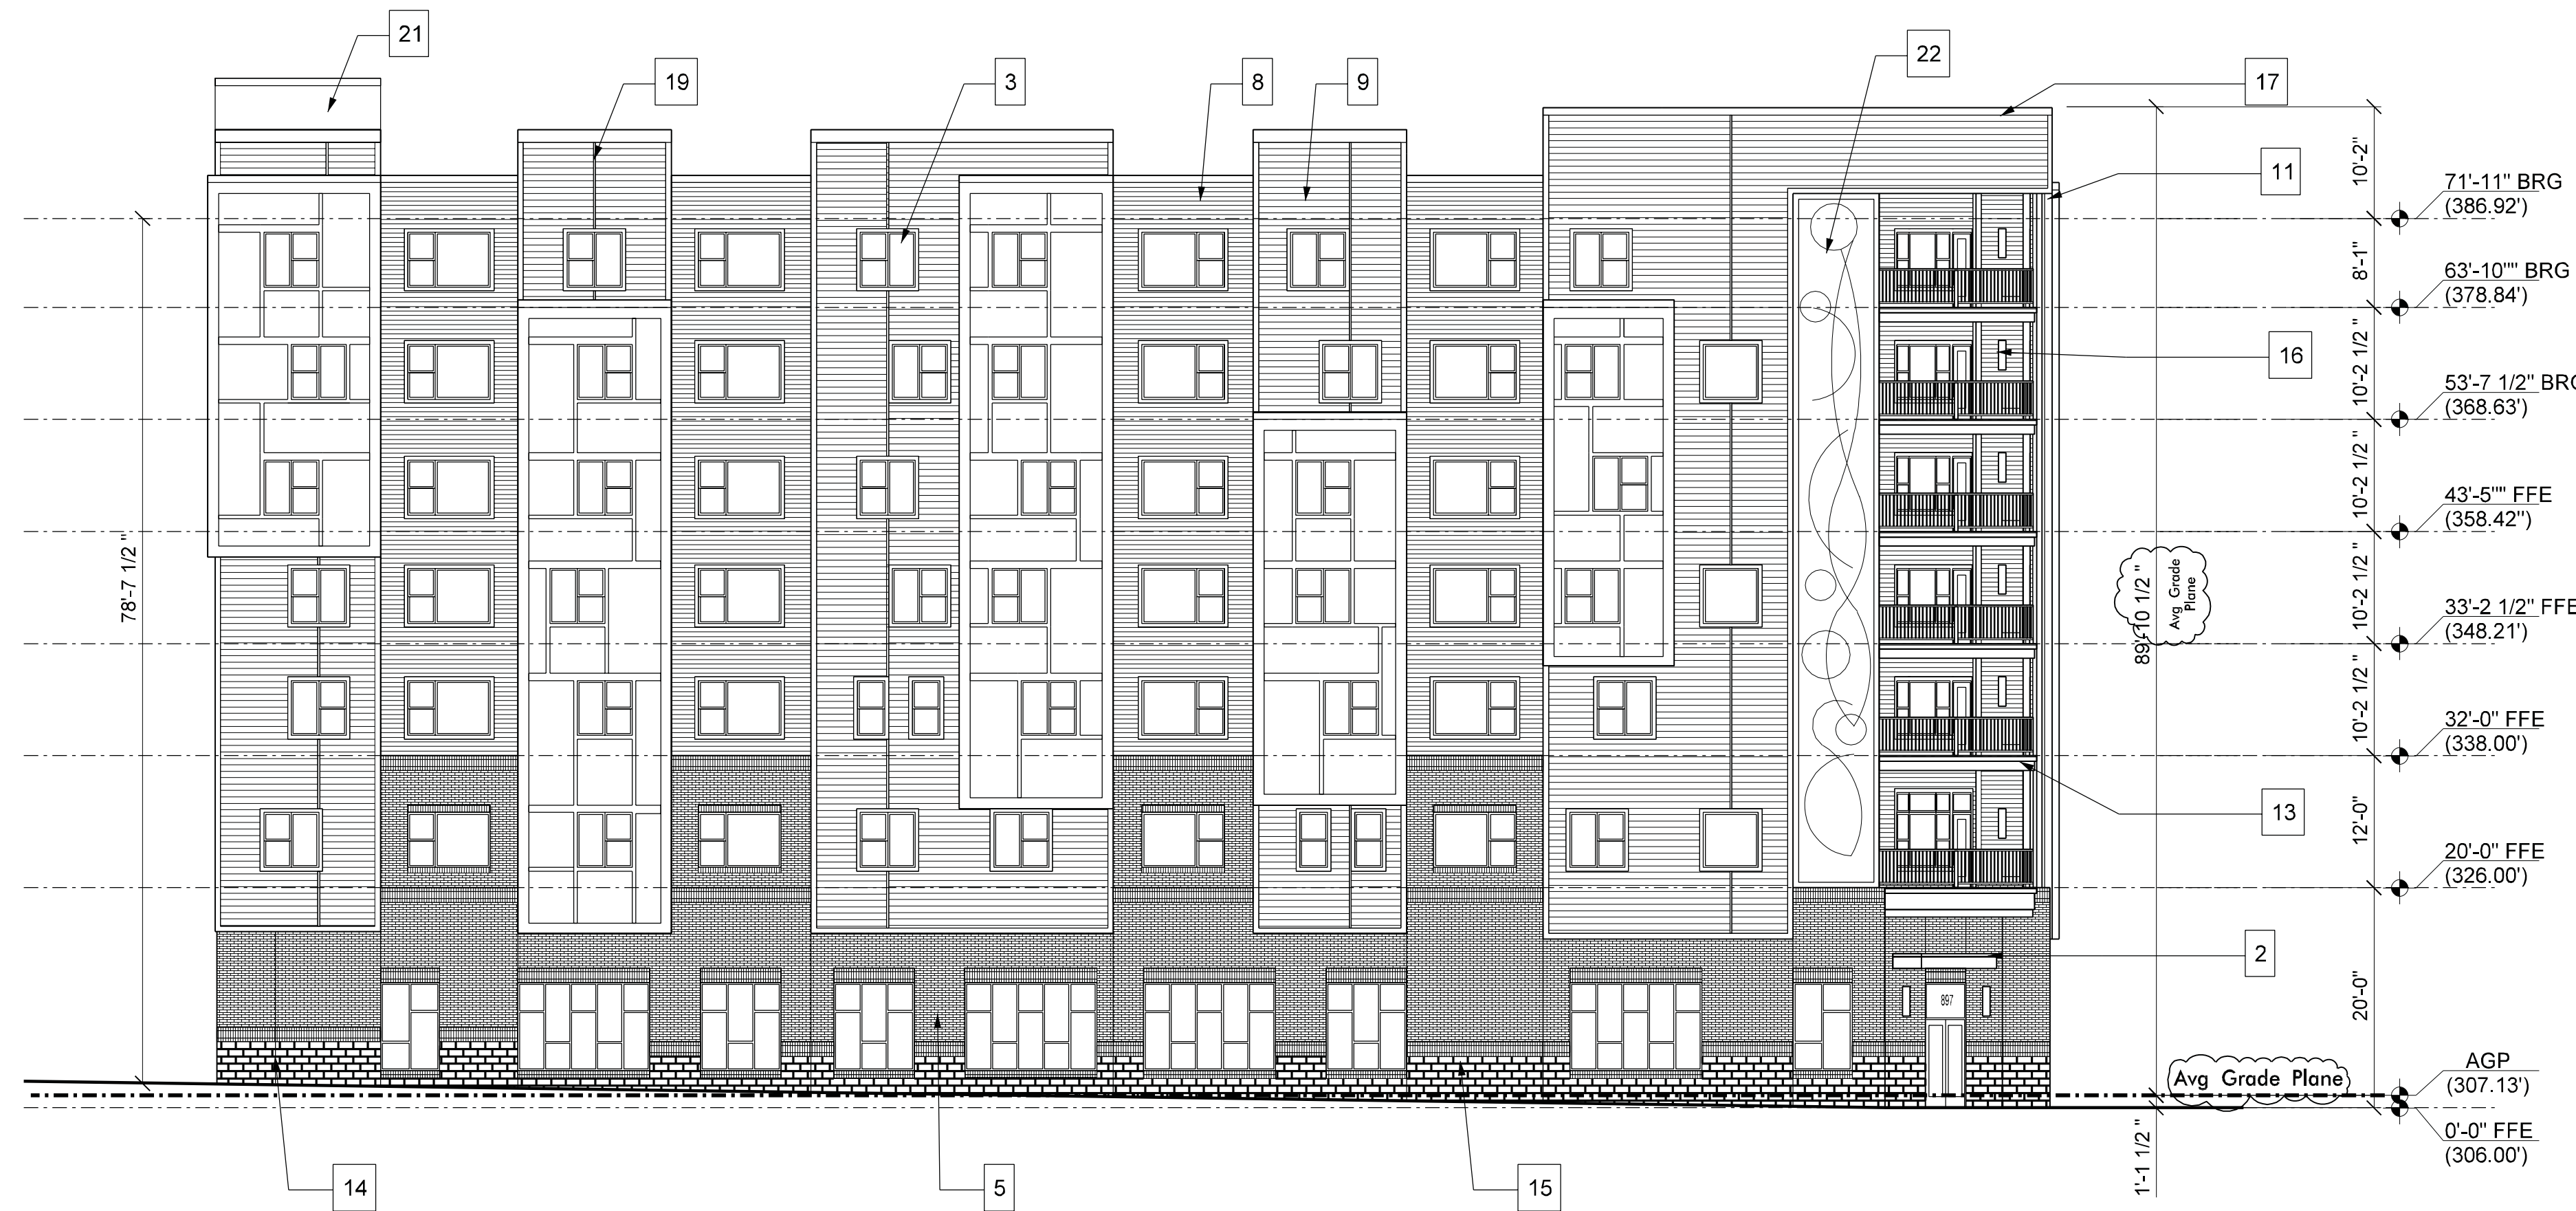 21
19
3
8
9
22
17
11
16
13
2
14
5
15
78'-7 1/2 "
897
89'-10 1/2 "
Avg Grade
Plane
10'-2"
8'-1"
10'-2 1/2 "
10'-2 1/2 "
10'-2 1/2 "
10'-2 1/2 "
12'-0"
20'-0"
1'-1 1/2 "
71'-11" BRG
(386.92')
63'-10"" BRG
(378.84')
53'-7 1/2" BRG
(368.63')
43'-5"" FFE
(358.42")
33'-2 1/2" FFE
(348.21')
32'-0" FFE
(338.00')
20'-0" FFE
(326.00')
Avg Grade Plane
AGP
(307.13')
0'-0" FFE
(306.00')